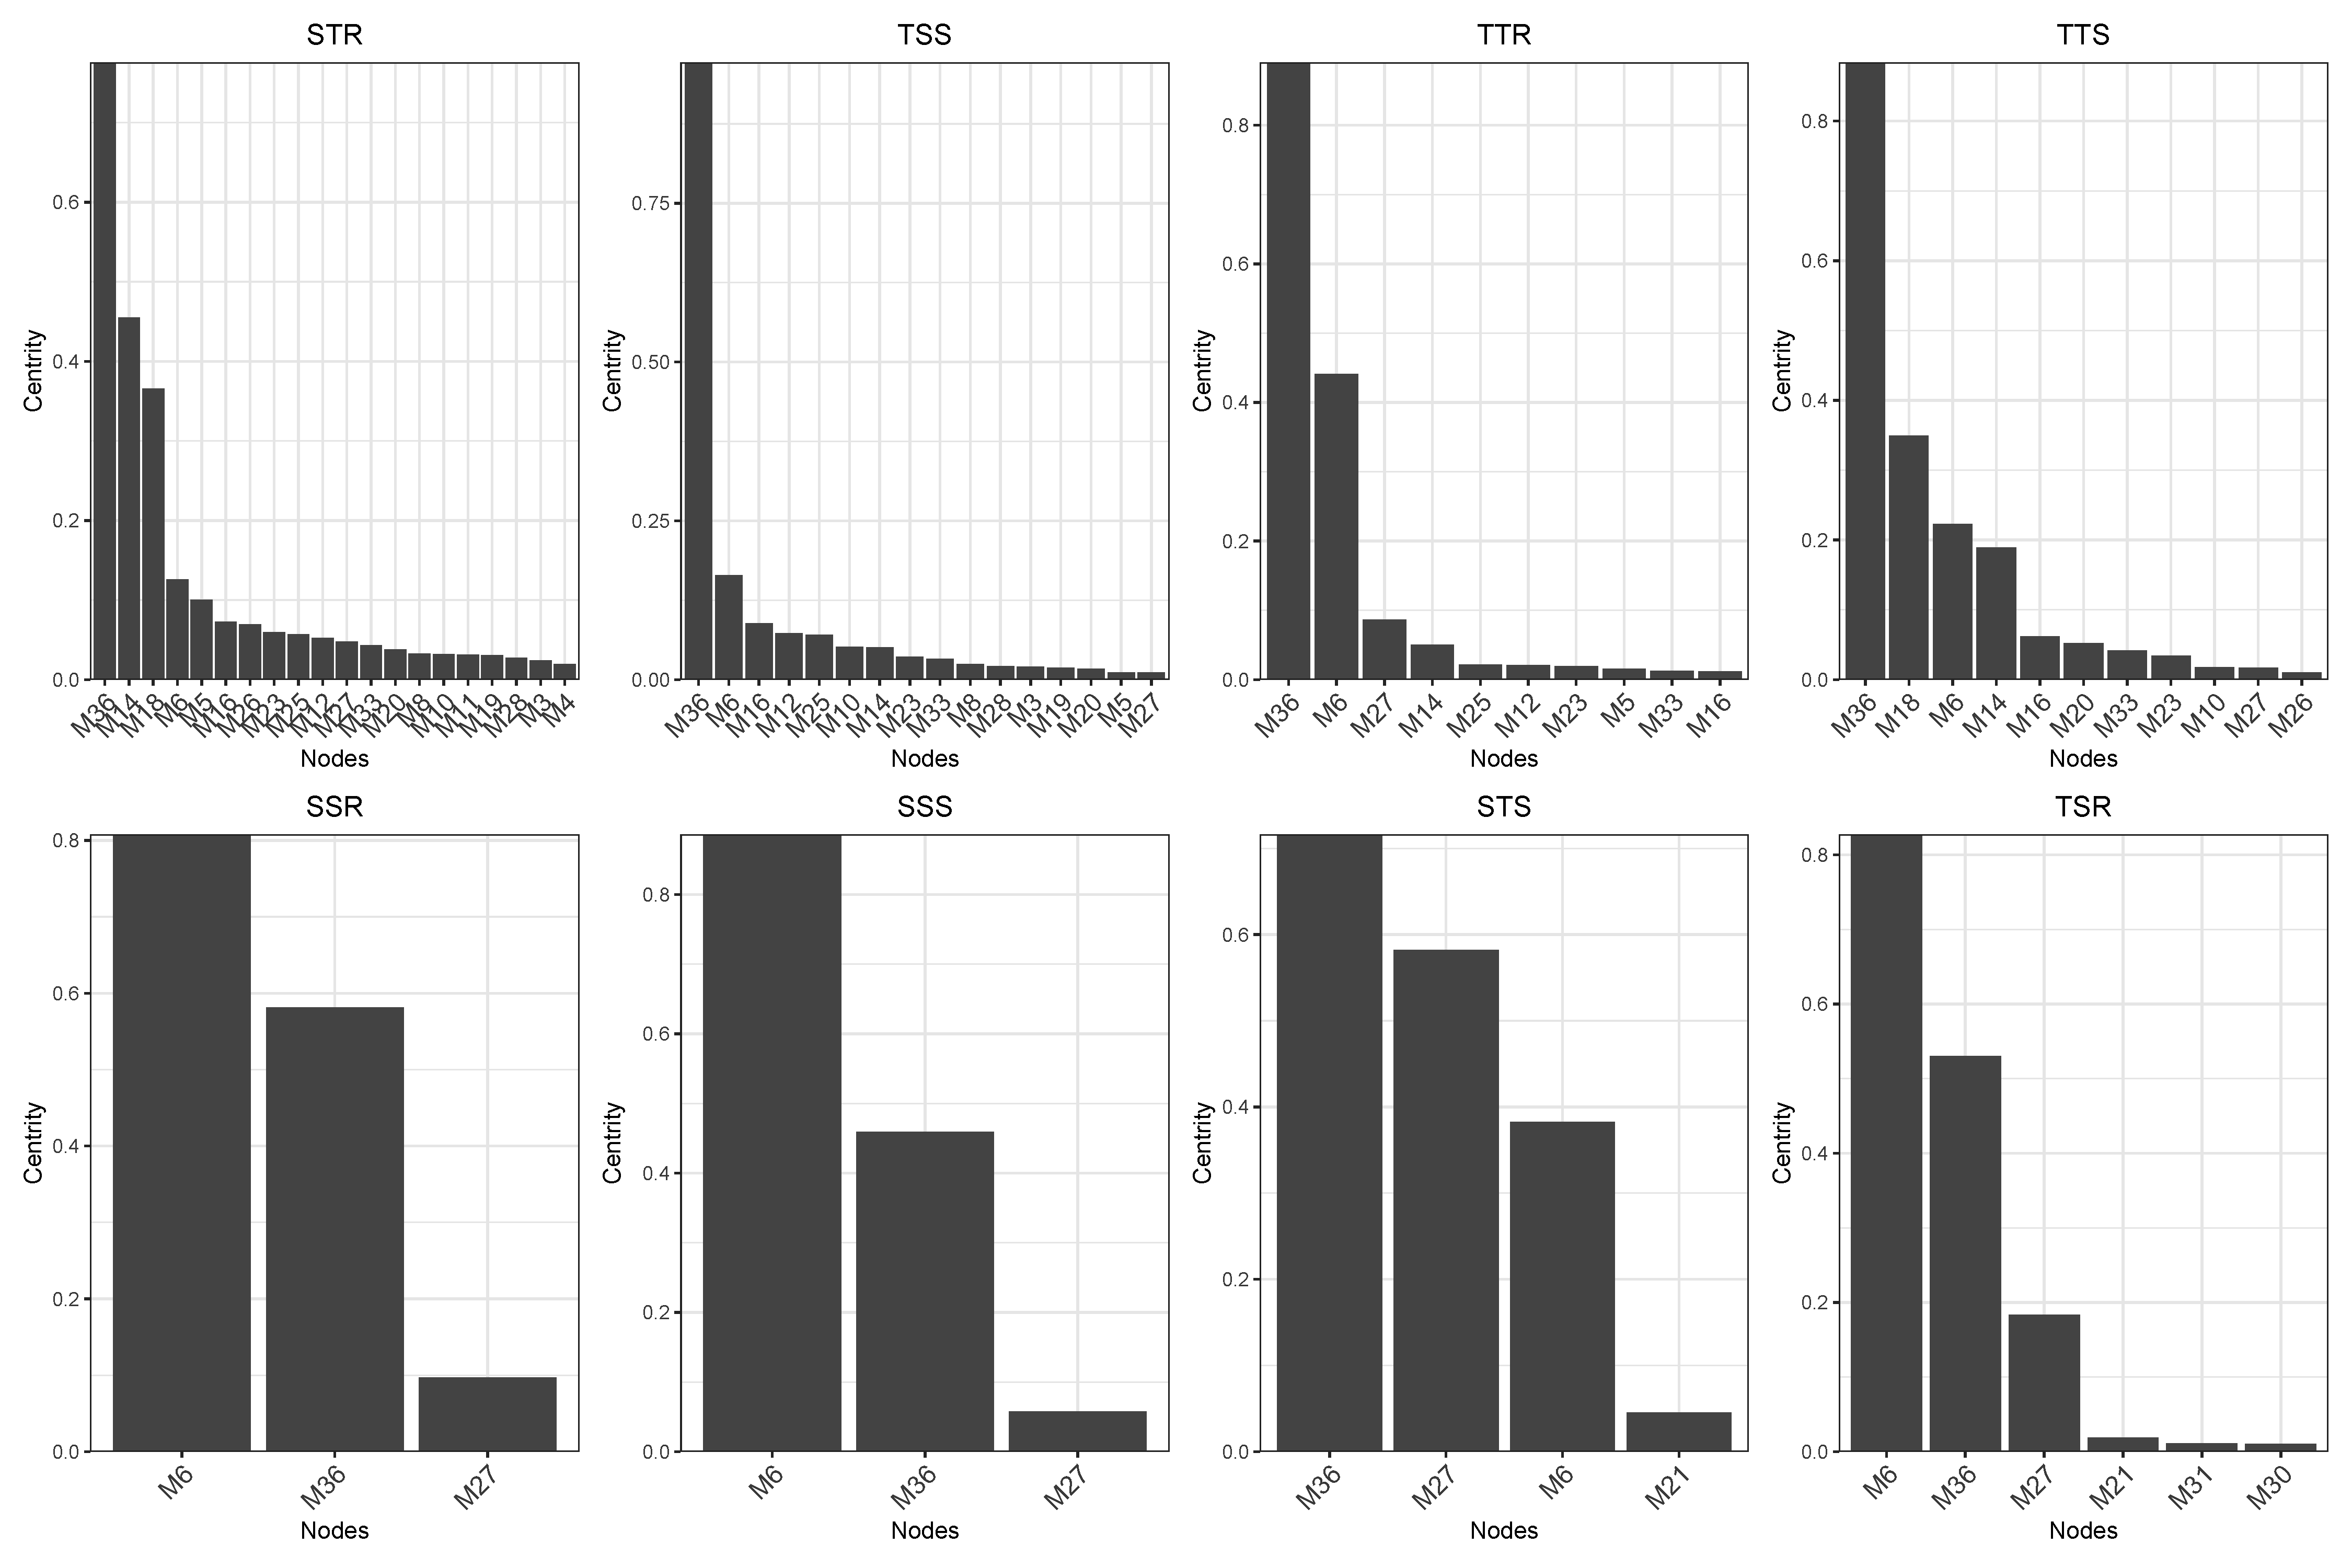 STR
Centrity
0.6
0.4
0.2
0.0
M36 M14 M18 M6 M5 M16 M26 M23 M25 M12 M27 M33 M20 M8 M10 M11 M19 M28 M3 M4
Nodes
TSS
Centrity
0.75
0.50
0.25
0.00
M36 M6 M16 M12 M25 M10 M14 M23 M33 M8 M28 M3 M19 M20 M5 M27
Nodes
TTR
Centrity
0.8
0.6
0.4
0.2
0.0
M36 M6 M27 M14 M25 M12 M23 M5 M33 M16
Nodes
TTS
Centrity
0.8
0.6
0.4
0.2
0.0
M36 M18 M6 M14 M16 M20 M33 M23 M10 M27 M26
Nodes
SSR
Centrity
0.8
0.6
0.4
0.2
0.0
M6 M36 M27
Nodes
SSS
Centrity
0.8
0.6
0.4
0.2
0.0
M6 M36 M27
Nodes
STS
Centrity
0.6
0.4
0.2
0.0
M36 M27 M6 M21
Nodes
TSR
Centrity
0.8
0.6
0.4
0.2
0.0
M6 M36 M27 M21 M31 M30
Nodes